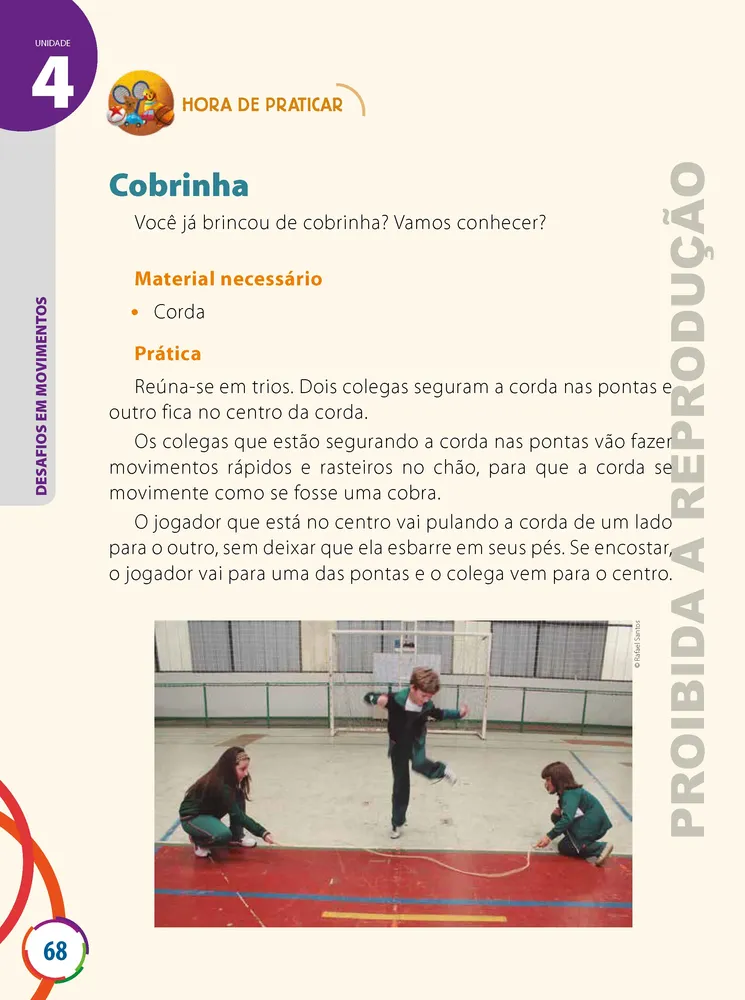 UNIDADE
4
HORA DE PRATICAR
Cobrinha
Você já brincou de cobrinha? Vamos conhecer?
Material necessário
• Corda
Prática
Reúna-se em trios. Dois colegas seguram a corda nas pontas e
outro fica no centro da corda.
Os colegas que estão segurando a corda nas pontas vão fazer
movimentos rápidos e rasteiros no chão, para que a corda se
movimente como se fosse uma cobra.
O jogador que está no centro vai pulando a corda de um lado
para o outro, sem deixar que ela esbarre em seus pés. Se encostar,
o jogador vai para uma das pontas e o colega vem para o centro.
© Rafael Santos
DESAFIOS EM MOVIMENTOS
PROIBIDA A REPRODUÇÃO
68